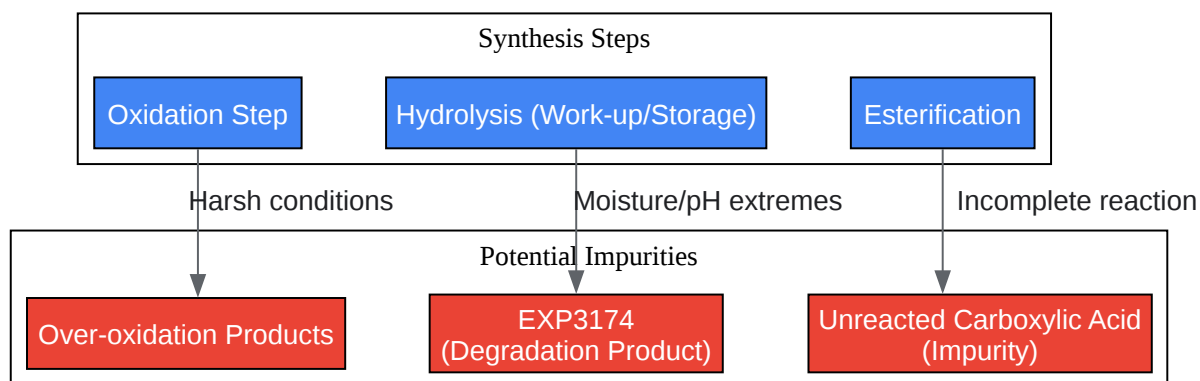 Synthesis Steps
Oxidation Step
Hydrolysis (Work-up/Storage)
Esterification
Harsh conditions
Moisture/pH extremes
Incomplete reaction
Potential Impurities
Over-oxidation Products
EXP3174
(Degradation Product)
Unreacted Carboxylic Acid
(Impurity)